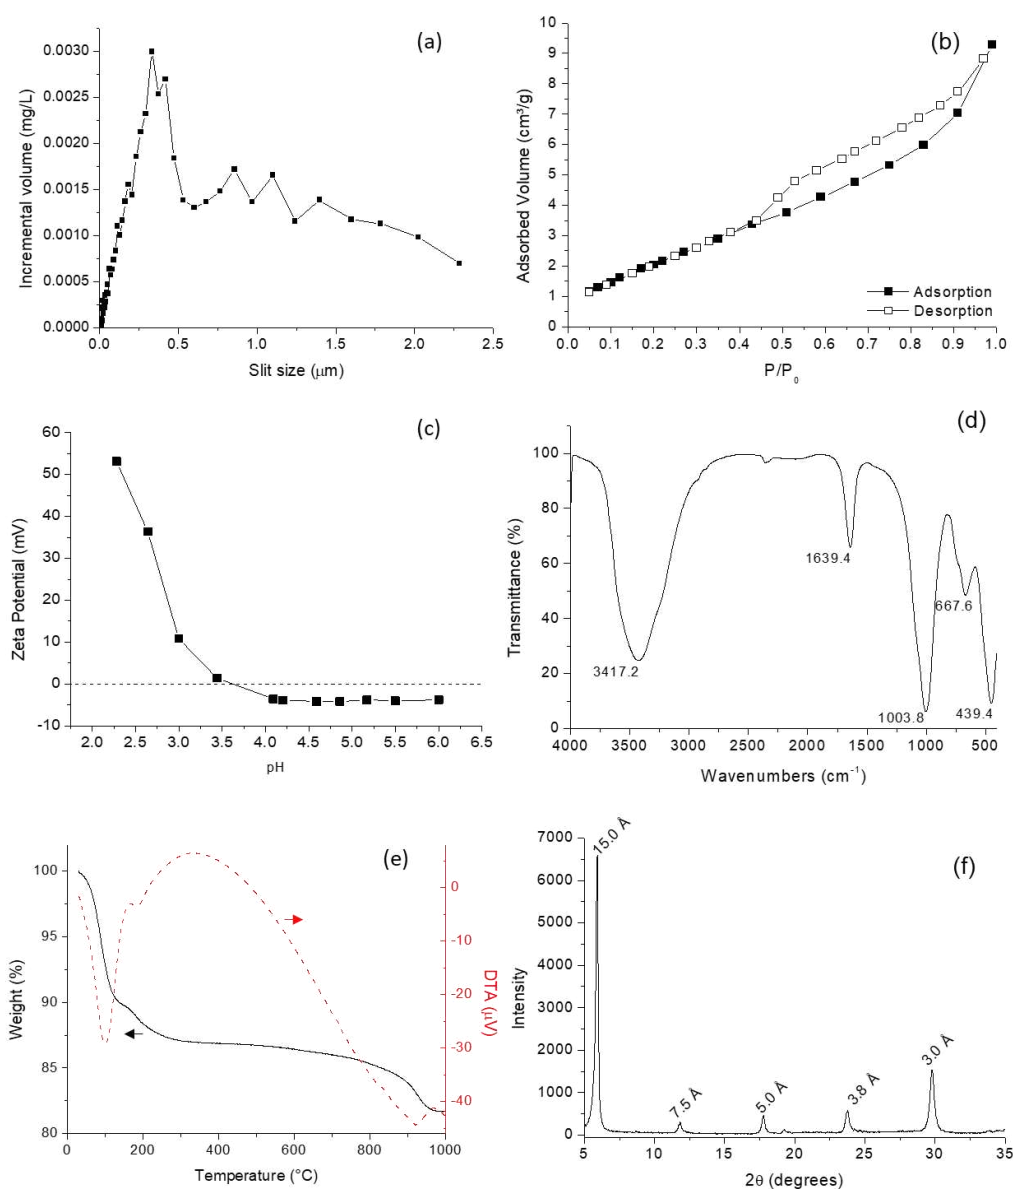 (a)
0.0030
0.0025
0.0020
0.0015
0.0010
0.0005
0.0000
Incremental volume (mg/L)
0.0 0.5 1.0 1.5 2.0 2.5
Slit size (μm)
(b)
10
9
8
7
6
5
4
3
2
1
0
Adsorbed Volume (cm³/g)
Adsorption
Desorption
0.0 0.1 0.2 0.3 0.4 0.5 0.6 0.7 0.8 0.9 1.0
P/P₀
(c)
60
50
40
30
20
10
0
-10
Zeta Potential (mV)
2.0 2.5 3.0 3.5 4.0 4.5 5.0 5.5 6.0 6.5
pH
(d)
100
80
60
40
20
0
Transmittance (%)
3417.2
1639.4
1003.8
667.6
439.4
4000 3500 3000 2500 2000 1500 1000 500
Wavenumbers (cm⁻¹)
(e)
100
95
90
85
80
Weight (%)
0
-10
-20
-30
-40
DTA (μV)
0 200 400 600 800 1000
Temperature (°C)
(f)
7000
6000
5000
4000
3000
2000
1000
0
Intensity
15.0 Å
7.5 Å
5.0 Å
3.8 Å
3.0 Å
5 10 15 20 25 30 35
2θ (degrees)